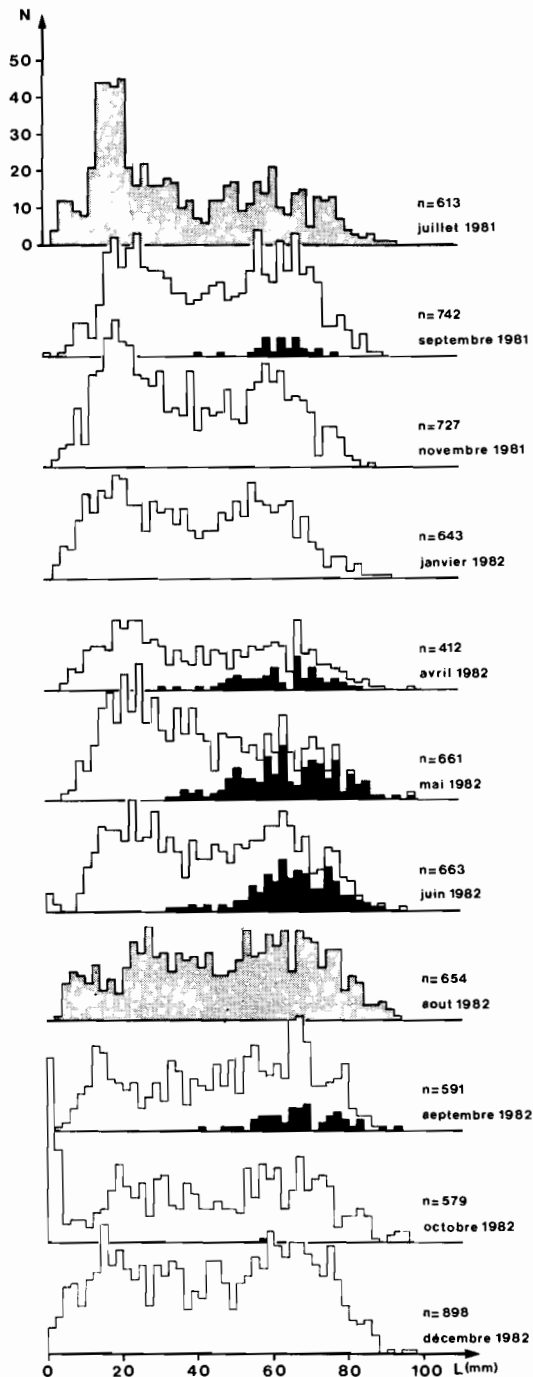 N
50
40
30
20
10
0
n=613
juillet 1981
n=742
septembre 1981
n=727
novembre 1981
n=643
janvier 1982
n=412
avril 1982
n=661
mai 1982
n=663
juin 1982
n=654
aout 1982
n=591
septembre 1982
n=579
octobre 1982
n=898
décembre 1982
0 20 40 60 80 100 L(mm)